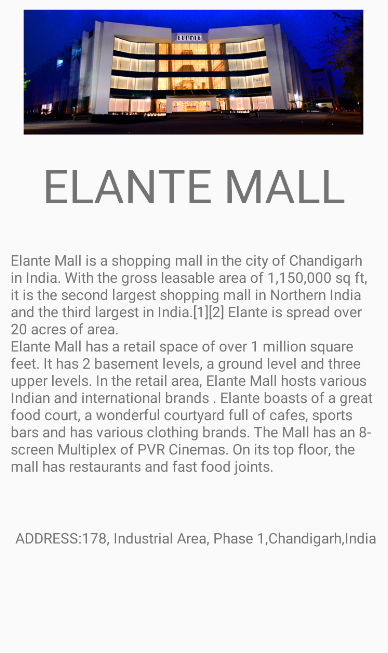 ELANTE
ELANTE MALL
Elante Mall is a shopping mall in the city of Chandigarh
in India. With the gross leasable area of 1,150,000 sq ft,
it is the second largest shopping mall in Northern India
and the third largest in India.[1][2] Elante is spread over
20 acres of area.
Elante Mall has a retail space of over 1 million square
feet. It has 2 basement levels, a ground level and three
upper levels. In the retail area, Elante Mall hosts various
Indian and international brands . Elante boasts of a great
food court, a wonderful courtyard full of cafes, sports
bars and has various clothing brands. The Mall has an 8-
screen Multiplex of PVR Cinemas. On its top floor, the
mall has restaurants and fast food joints.
ADDRESS:178, Industrial Area, Phase 1,Chandigarh,India